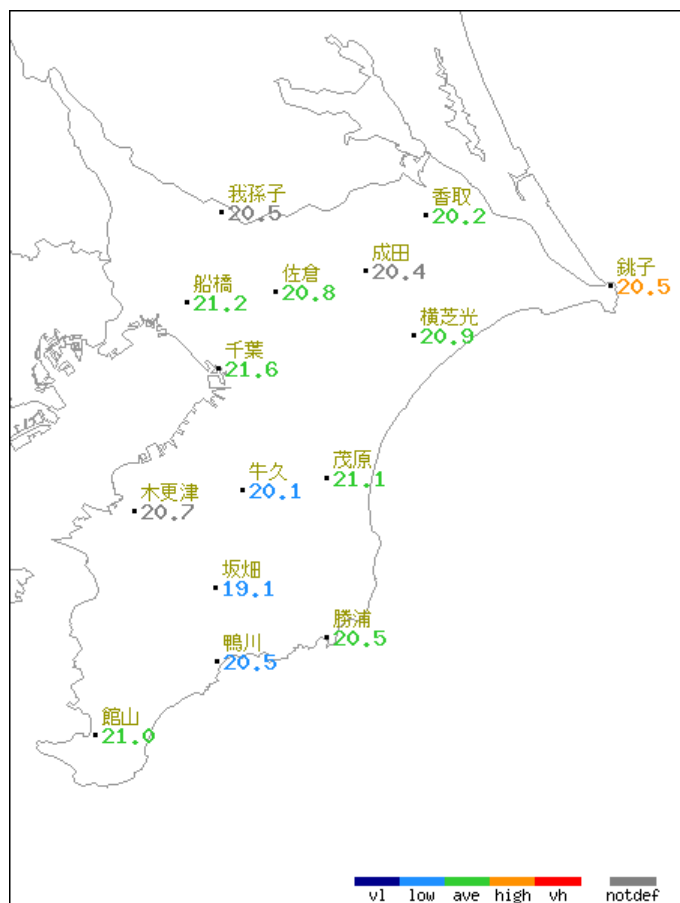 我孫子
20.5
香取
20.2
成田
20.4
銚子
20.5
佐倉
20.8
船橋
21.2
横芝光
20.9
千葉
21.6
茂原
21.1
牛久
20.1
木更津
20.7
坂畑
19.1
勝浦
20.5
鴨川
20.5
館山
21.0
vl low ave high vh notdef